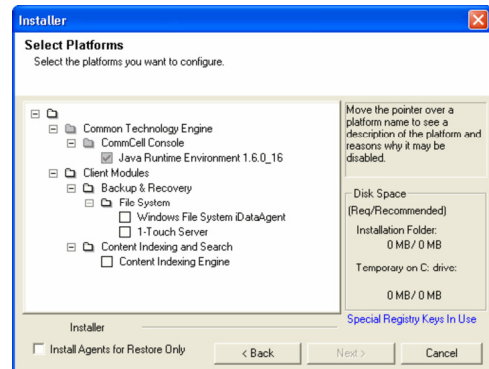 Installer
Select Platforms
Select the platforms you want to configure.
Common Technology Engine
CommCell Console
Java Runtime Environment 1.6.0_16
Client Modules
Backup & Recovery
File System
Windows File System iDataAgent
1-Touch Server
Content Indexing and Search
Content Indexing Engine
Move the pointer over a
platform name to see a
description of the platform and
reasons why it may be
disabled.
Disk Space
(Req/Recommended)
Installation Folder:
0 MB/ 0 MB
Temporary on C: drive:
0 MB/ 0 MB
Special Registry Keys In Use
Installer
Install Agents for Restore Only
< Back
Next >
Cancel